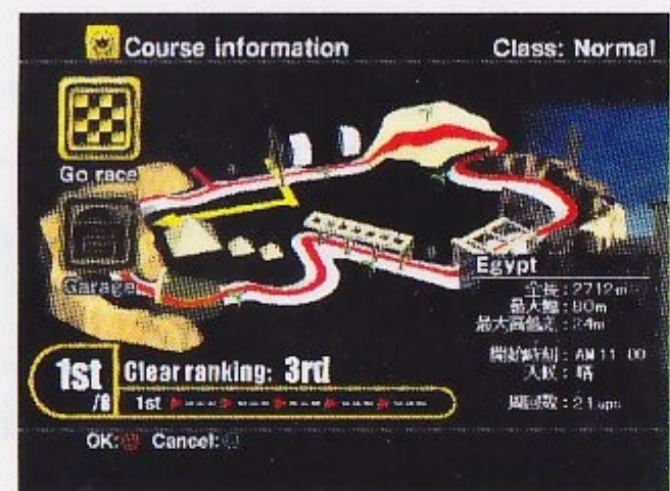 Course information
Class: Normal
Go race
Garage
Egypt
全長：2712m
最大幅：80m
最大高低差：24m
開始時刻：AM 11:00
天候：晴
周回数：2Laps
1st/8
Clear ranking: 3rd
1st
OK: Cancel: